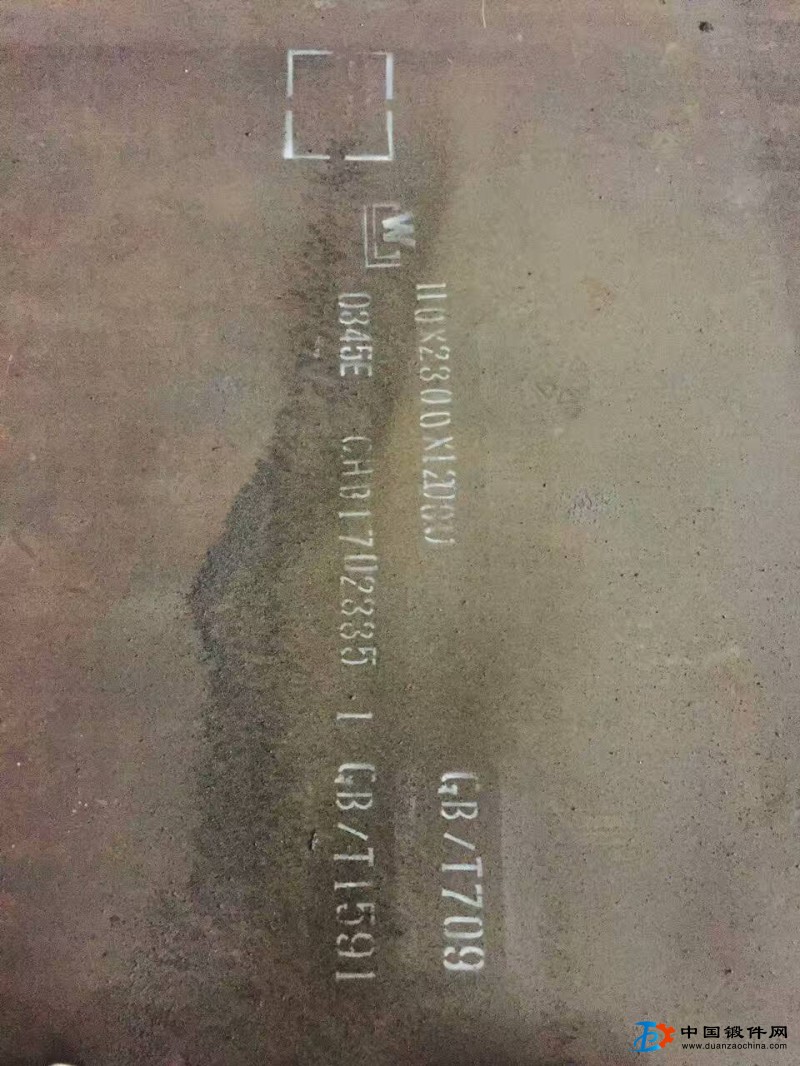 W
110X2300X12080 GB/T709
Q345E CHB1702335 1 GB/T1591
中国锻件网
www.duanzaochina.com